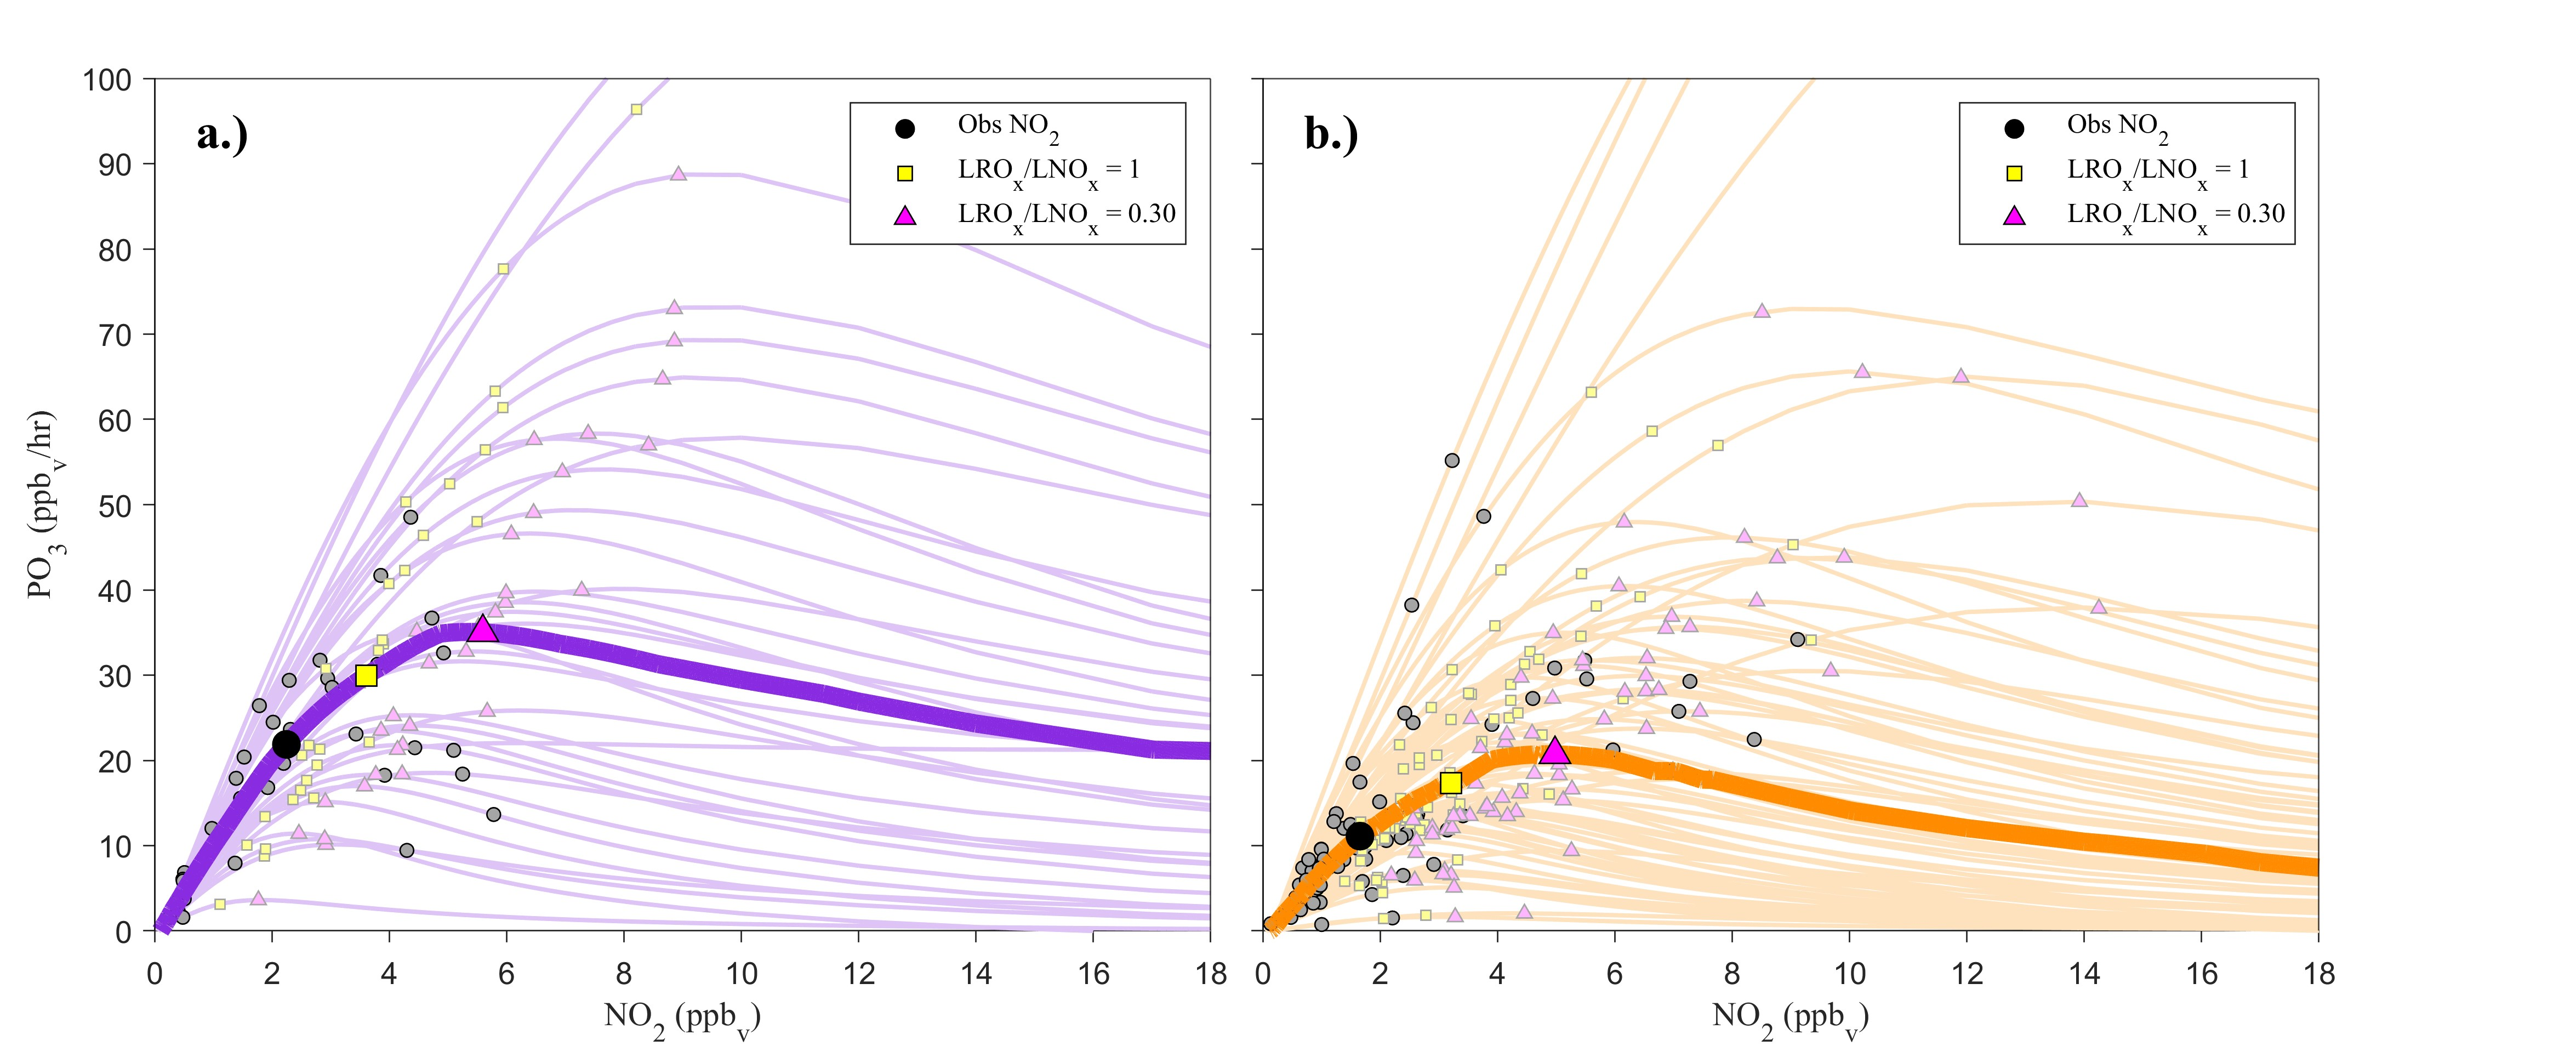 a.)
Obs NO2
LROx/LNOx = 1
LROx/LNOx = 0.30
100
90
80
70
60
50
40
30
20
10
0
PO3 (ppbv/hr)
0 2 4 6 8 10 12 14 16 18
NO2 (ppbv)
b.)
Obs NO2
LROx/LNOx = 1
LROx/LNOx = 0.30
0 2 4 6 8 10 12 14 16 18
NO2 (ppbv)